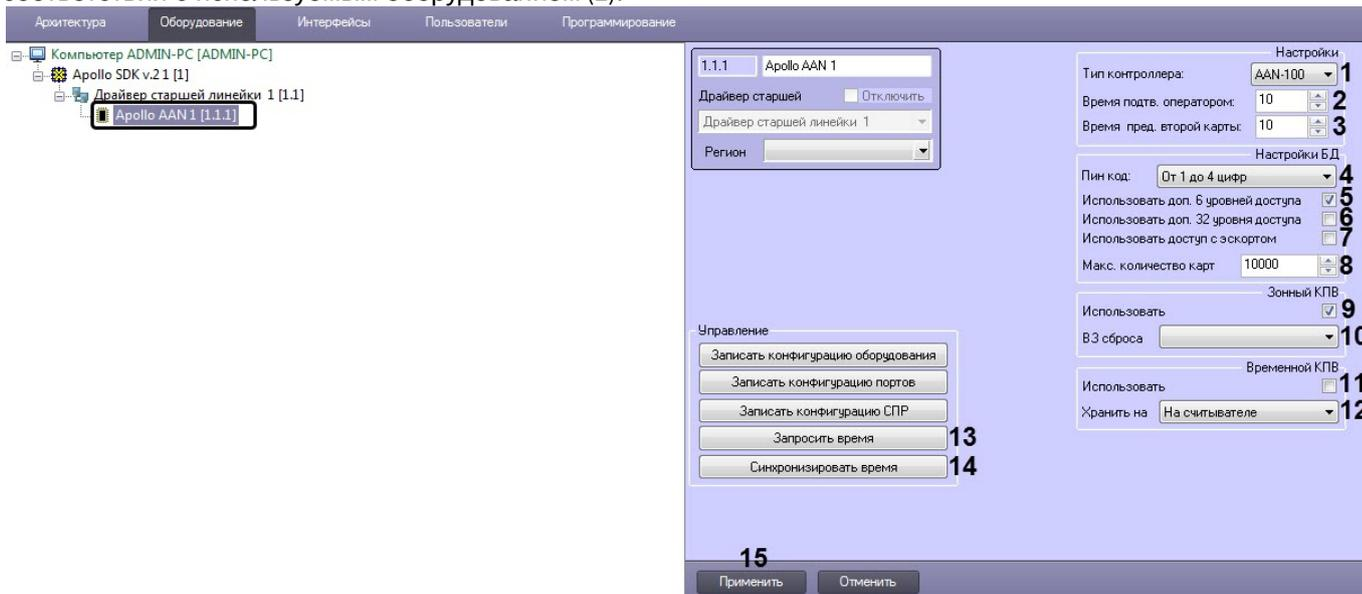 соответствии с используемым оборудованием (2).
Архитектура Оборудование Интерфейсы Пользователи Программирование
Компьютер ADMIN-PC [ADMIN-PC]
Apollo SDK v.2 1 [1]
Драйвер старшей линейки 1 [1.1]
Apollo AAN 1 [1.1.1]
1.1.1 Apollo AAN 1
Драйвер старшей Отключить
Драйвер старшей линейки 1
Регион
Управление
Записать конфигурацию оборудования
Записать конфигурацию портов
Записать конфигурацию СПР
Запросить время 13
Синхронизировать время 14
Настройки
Тип контроллера: AAN-100 1
Время подтв. оператором: 10 2
Время пред. второй карты: 10 3
Настройки БД
Пин код: От 1 до 4 цифр 4
Использовать доп. 6 уровней доступа 5
Использовать доп. 32 уровня доступа 6
Использовать доступ с эскортом 7
Макс. количество карт 10000 8
Зонный КПВ
Использовать 9
ВЗ сброса 10
Временной КПВ
Использовать 11
Хранить на На считывателе 12
15
Применить Отменить